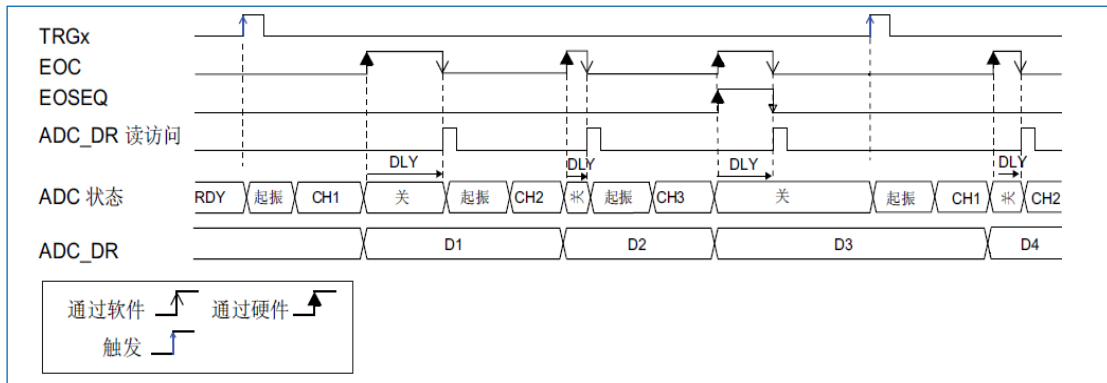 TRGx
EOC
EOSEQ
ADC_DR 读访问
DLY DLY DLY DLY
ADC 状态 RDY 起振 CH1 关 起振 CH2 关 起振 CH3 关 起振 CH1 关 CH2
ADC_DR D1 D2 D3 D4
通过软件 通过硬件
触发